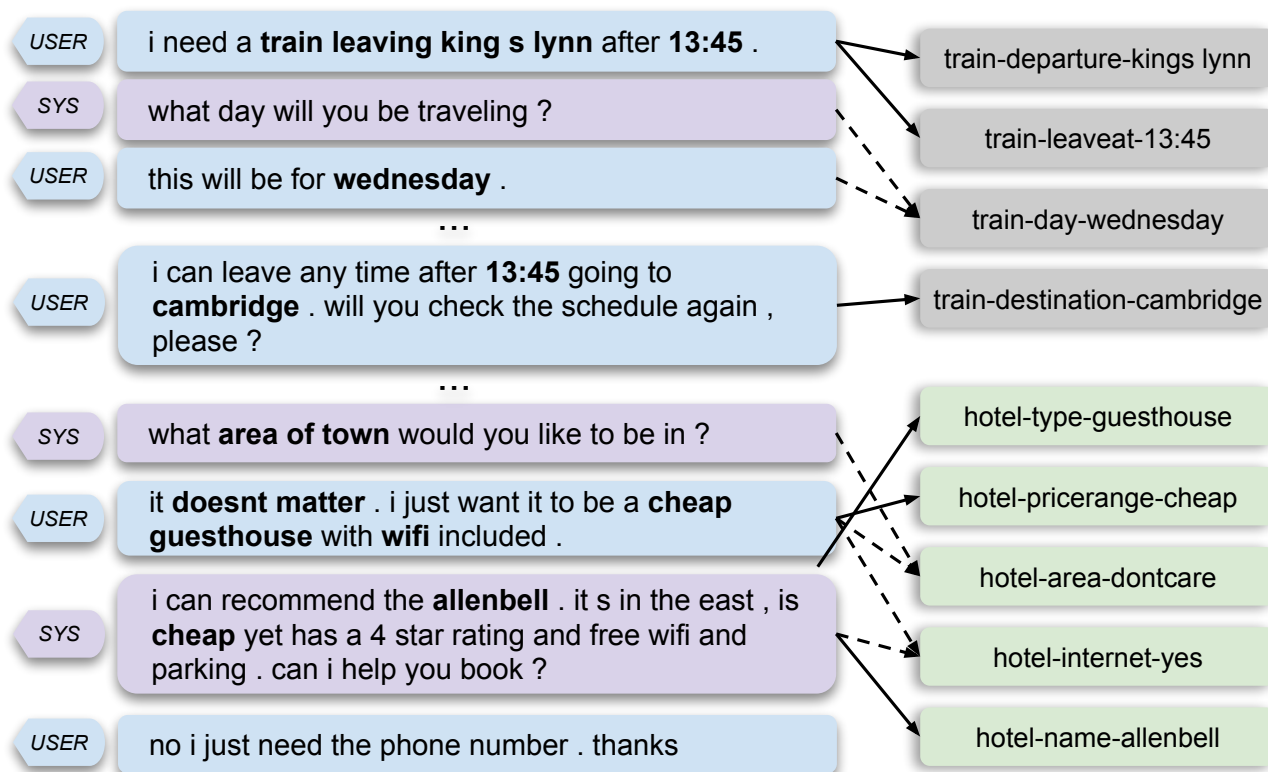 USER
i need a train leaving king s lynn after 13:45 .
train-departure-kings lynn
SYS
what day will you be traveling ?
train-leaveat-13:45
USER
this will be for wednesday .
train-day-wednesday
...
USER
i can leave any time after 13:45 going to
cambridge . will you check the schedule again ,
please ?
train-destination-cambridge
...
SYS
what area of town would you like to be in ?
hotel-type-guesthouse
USER
it doesnt matter . i just want it to be a cheap
guesthouse with wifi included .
hotel-pricerange-cheap
hotel-area-dontcare
SYS
i can recommend the allenbell . it s in the east , is
cheap yet has a 4 star rating and free wifi and
parking . can i help you book ?
hotel-internet-yes
USER
no i just need the phone number . thanks
hotel-name-allenbell